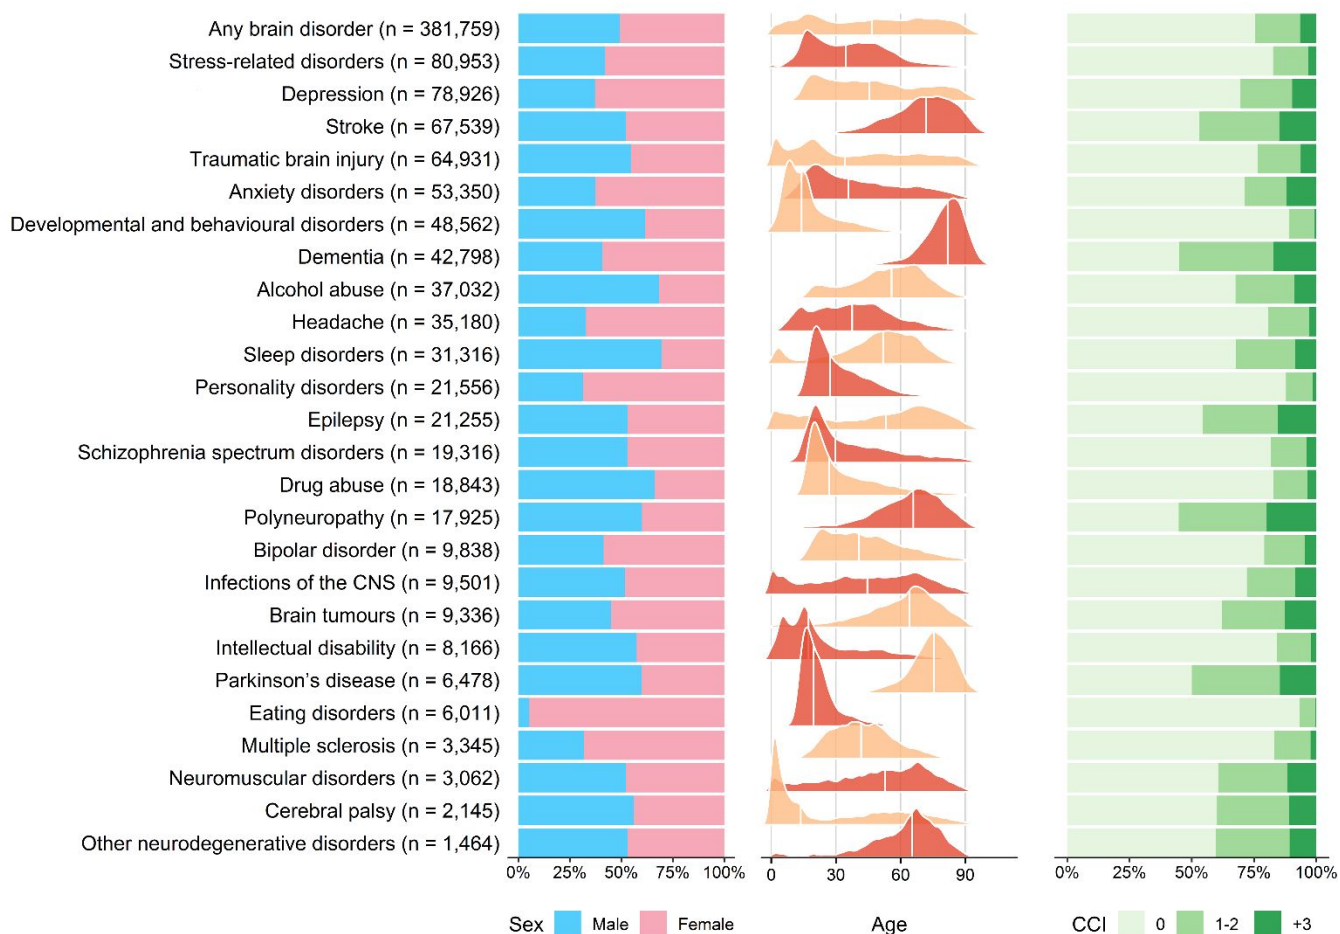 Any brain disorder (n = 381,759)
Stress-related disorders (n = 80,953)
Depression (n = 78,926)
Stroke (n = 67,539)
Traumatic brain injury (n = 64,931)
Anxiety disorders (n = 53,350)
Developmental and behavioural disorders (n = 48,562)
Dementia (n = 42,798)
Alcohol abuse (n = 37,032)
Headache (n = 35,180)
Sleep disorders (n = 31,316)
Personality disorders (n = 21,556)
Epilepsy (n = 21,255)
Schizophrenia spectrum disorders (n = 19,316)
Drug abuse (n = 18,843)
Polyneuropathy (n = 17,925)
Bipolar disorder (n = 9,838)
Infections of the CNS (n = 9,501)
Brain tumours (n = 9,336)
Intellectual disability (n = 8,166)
Parkinson's disease (n = 6,478)
Eating disorders (n = 6,011)
Multiple sclerosis (n = 3,345)
Neuromuscular disorders (n = 3,062)
Cerebral palsy (n = 2,145)
Other neurodegenerative disorders (n = 1,464)
0% 25% 50% 75% 100% 0 30 60 90 0% 25% 50% 75% 100%
Sex Male Female Age CCI 0 1-2 +3